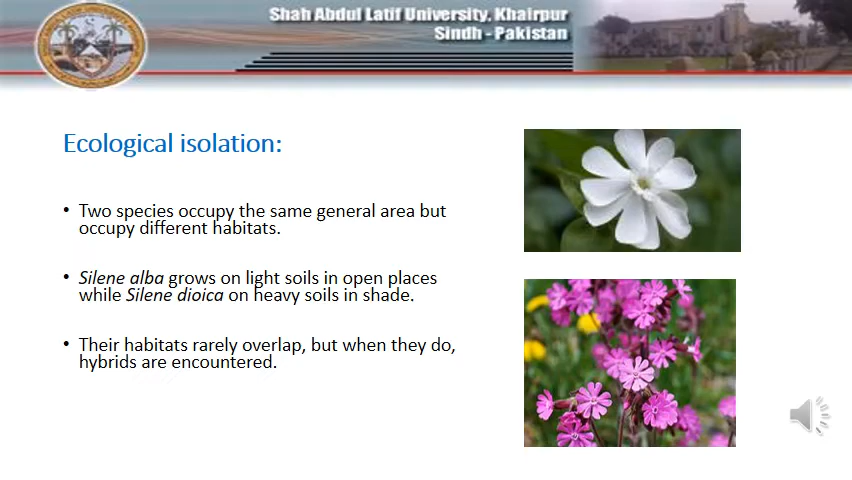 Shah Abdul Latif University, Khairpur
Sindh - Pakistan
Ecological isolation:
• Two species occupy the same general area but
occupy different habitats.
• Silene alba grows on light soils in open places
while Silene dioica on heavy soils in shade.
• Their habitats rarely overlap, but when they do,
hybrids are encountered.